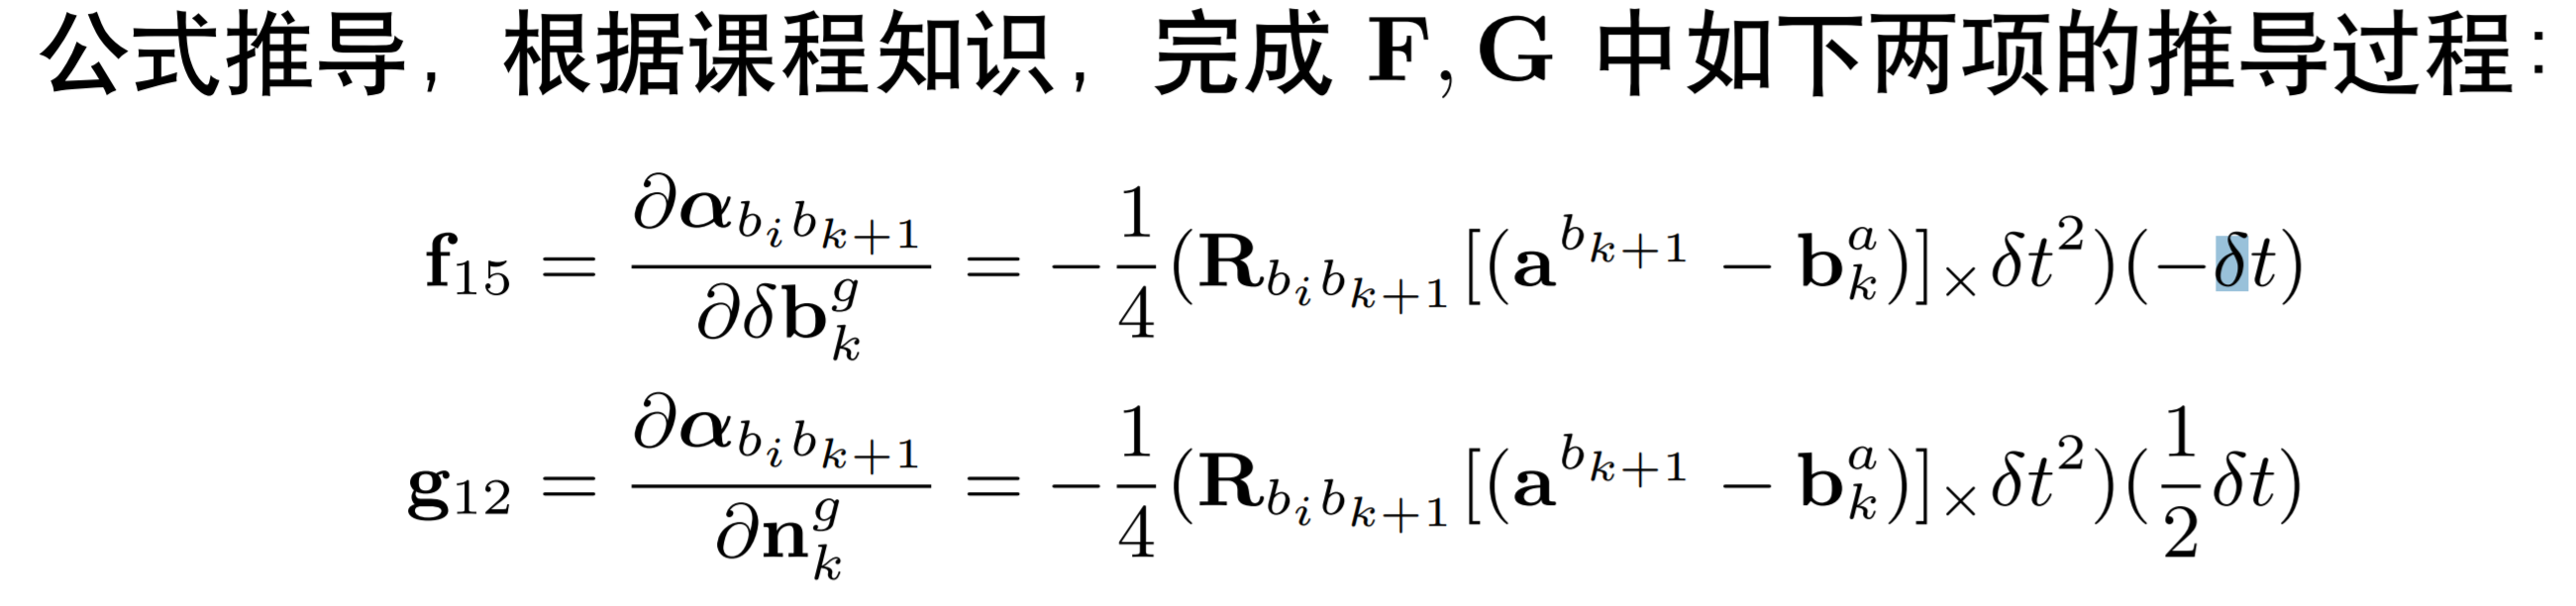 公式推导，根据课程知识，完成 F, G 中如下两项的推导过程：
$\mathbf{f}_{15} = \frac{\partial \boldsymbol{\alpha}_{b_i b_{k+1}}}{\partial \delta \mathbf{b}_k^g} = -\frac{1}{4}(\mathbf{R}_{b_i b_{k+1}}[(\mathbf{a}^{b_{k+1}} - \mathbf{b}_k^a)]_\times \delta t^2)(-\delta t)$
$\mathbf{g}_{12} = \frac{\partial \boldsymbol{\alpha}_{b_i b_{k+1}}}{\partial \mathbf{n}_k^g} = -\frac{1}{4}(\mathbf{R}_{b_i b_{k+1}}[(\mathbf{a}^{b_{k+1}} - \mathbf{b}_k^a)]_\times \delta t^2)(\frac{1}{2}\delta t)$